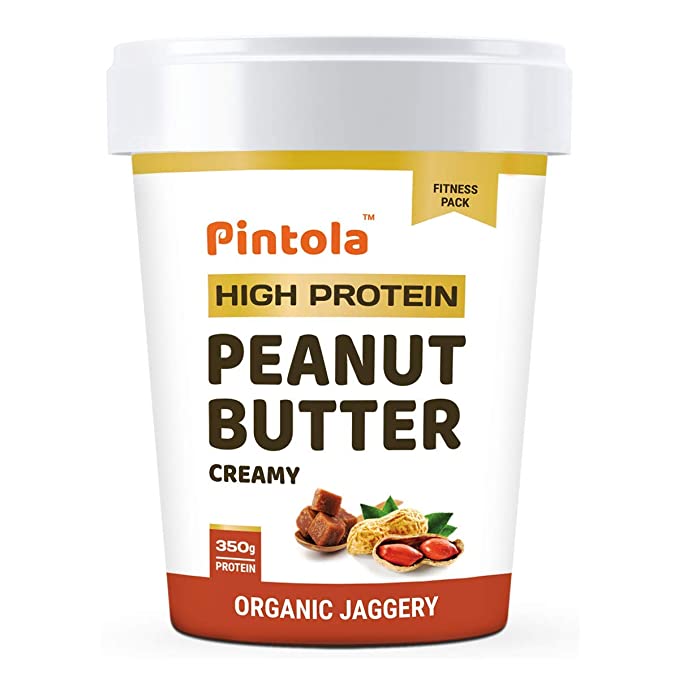 FITNESS
PACK
Pintola™
HIGH PROTEIN
PEANUT
BUTTER
CREAMY
350g
PROTEIN
ORGANIC JAGGERY